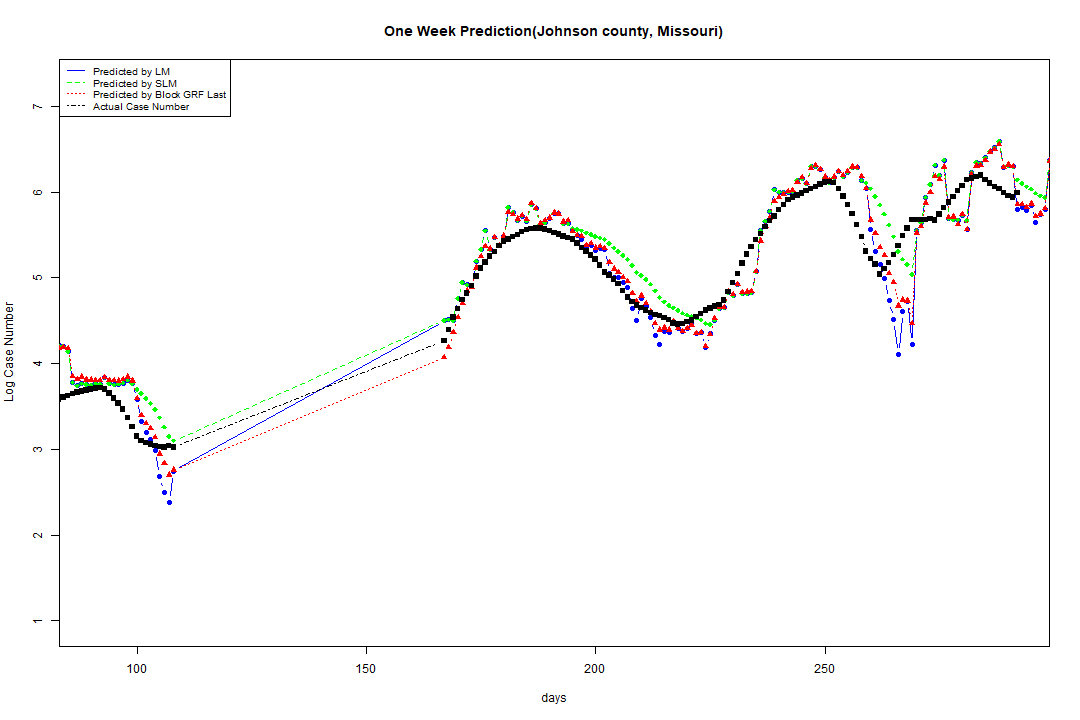 One Week Prediction(Johnson county, Missouri)
Predicted by LM
Predicted by SLM
Predicted by Block GRF Last
Actual Case Number
7
6
5
4
3
2
1
Log Case Number
100 150 200 250
days